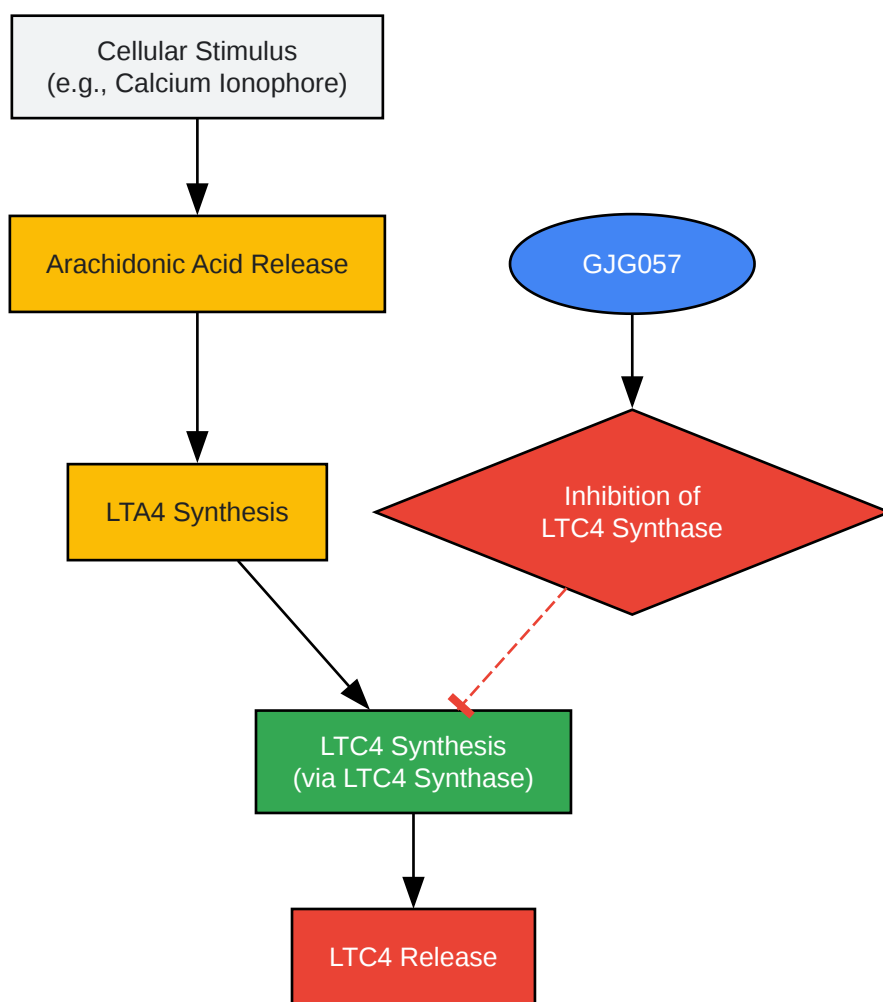 Cellular Stimulus
(e.g., Calcium Ionophore)
Arachidonic Acid Release
GJG057
LTA4 Synthesis
Inhibition of
LTC4 Synthase
LTC4 Synthesis
(via LTC4 Synthase)
LTC4 Release